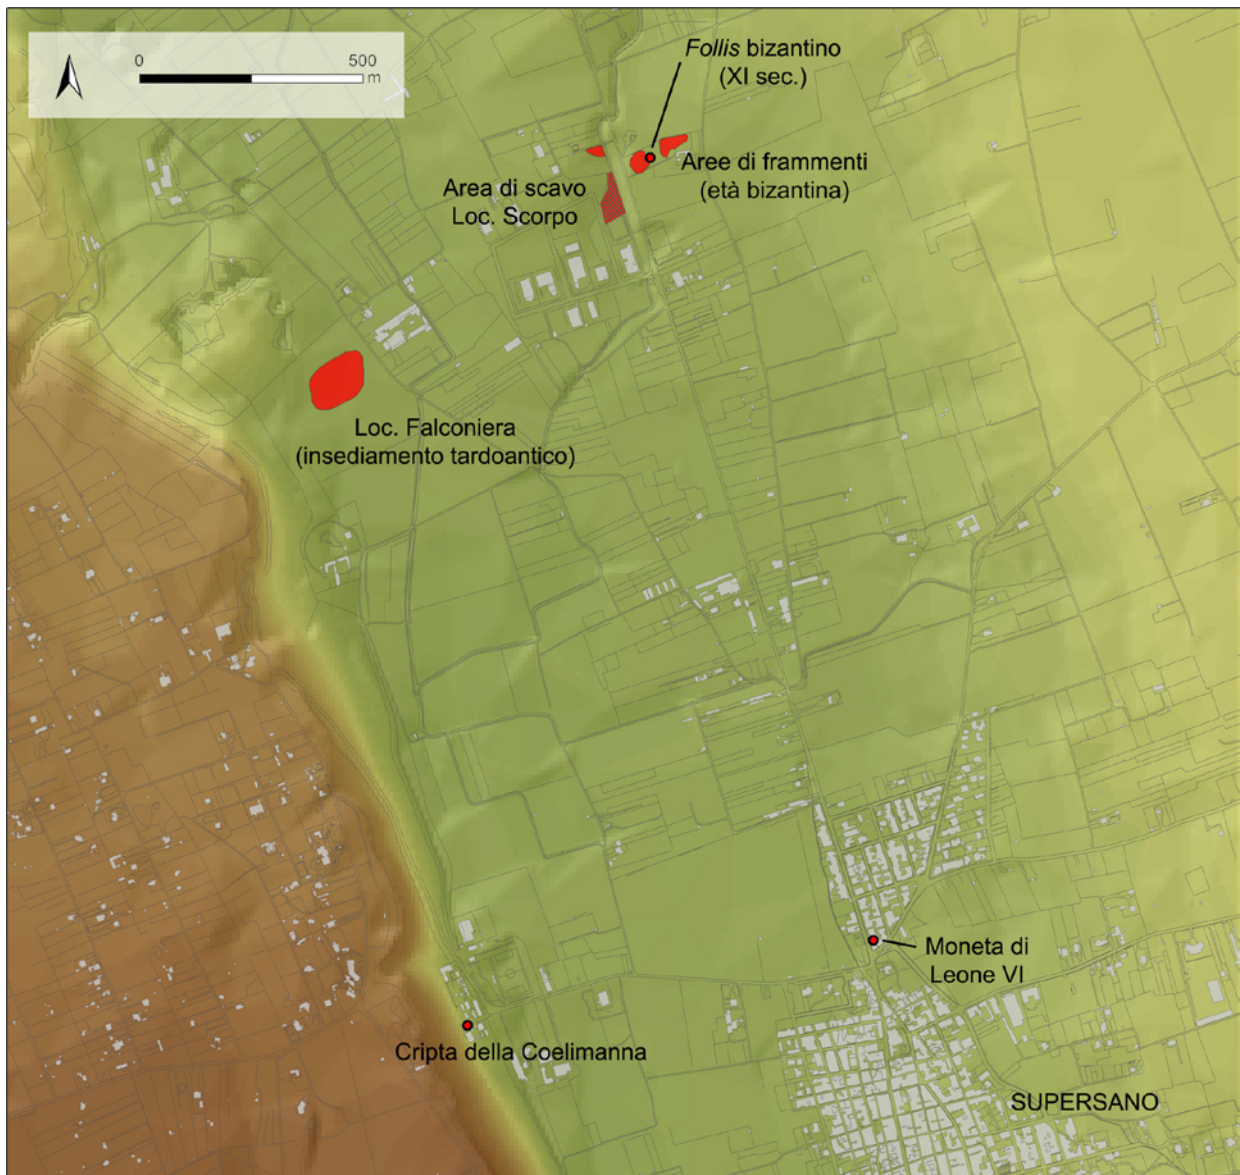 0 500
m
Follis bizantino
(XI sec.)
Aree di frammenti
(età bizantina)
Area di scavo
Loc. Scorpo
Loc. Falconiera
(insediamento tardoantico)
Moneta di
Leone VI
Cripta della Coelimanna
SUPERSANO